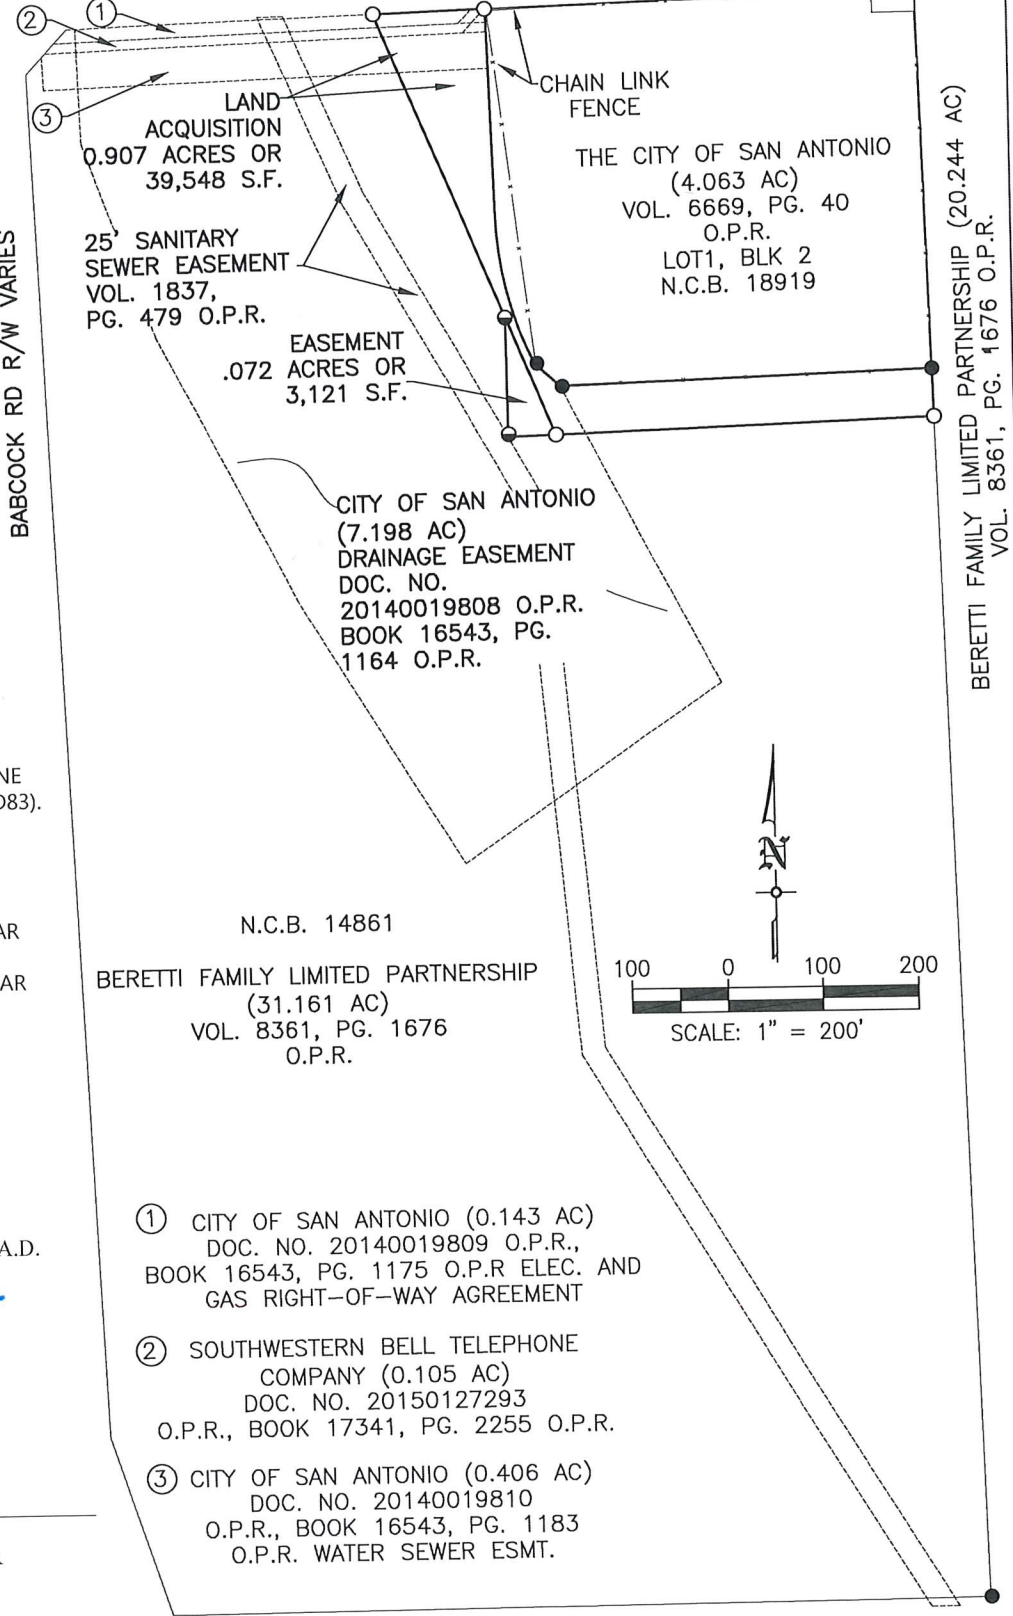 ①
②
③
CHAIN LINK
FENCE
LAND
ACQUISITION
0.907 ACRES OR
39,548 S.F.
THE CITY OF SAN ANTONIO
(4.063 AC)
VOL. 6669, PG. 40
O.P.R.
LOT1, BLK 2
N.C.B. 18919
25' SANITARY
SEWER EASEMENT
VOL. 1837,
PG. 479 O.P.R.
EASEMENT
.072 ACRES OR
3,121 S.F.
BABCOCK RD R/W VARIES
BERETTI FAMILY LIMITED PARTNERSHIP (20.244 AC)
VOL. 8361, PG. 1676 O.P.R.
CITY OF SAN ANTONIO
(7.198 AC)
DRAINAGE EASEMENT
DOC. NO.
20140019808 O.P.R.
BOOK 16543, PG.
1164 O.P.R.
NE
D83).
AR
AR
N
N.C.B. 14861
BERETTI FAMILY LIMITED PARTNERSHIP
(31.161 AC)
VOL. 8361, PG. 1676
O.P.R.
100 0 100 200
SCALE: 1" = 200'
A.D.
① CITY OF SAN ANTONIO (0.143 AC)
DOC. NO. 20140019809 O.P.R.,
BOOK 16543, PG. 1175 O.P.R ELEC. AND
GAS RIGHT-OF-WAY AGREEMENT
② SOUTHWESTERN BELL TELEPHONE
COMPANY (0.105 AC)
DOC. NO. 20150127293
O.P.R., BOOK 17341, PG. 2255 O.P.R.
③ CITY OF SAN ANTONIO (0.406 AC)
DOC. NO. 20140019810
O.P.R., BOOK 16543, PG. 1183
O.P.R. WATER SEWER ESMT.